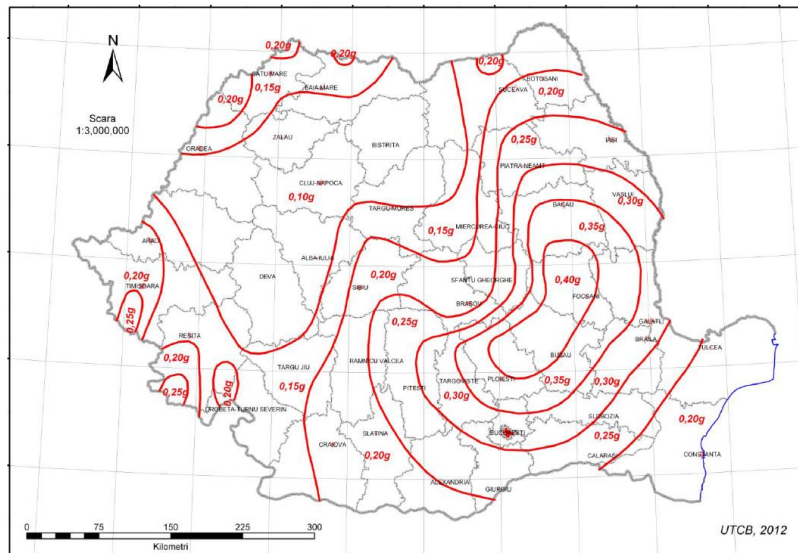 0,20g
0,20g
0,20g
N
SATU MARE
0,15g
BAIA MARE
0,20g
BOTOSANI
SUCEAVA
0,20g
Scara
1:3,000,000
0,25g
IASI
ZALAU
ORADEA
BISTRITA
PIATRA-NEAMT
CLUJ-NAPOCA
0,10g
VASLUI
0,30g
BACAU
TARGU-MURES
0,35g
MIERCUREA-CIUC
0,15g
ARAD
ALBA-IULIA
0,20g
TIMISOARA
DEVA
0,20g
SIBIU
SFANTU GHEORGHE
0,40g
FOCSANI
BRASOV
0,25g
0,25g
GALATI
RESITA
BRAILA
TULCEA
0,20g
RAMNICU VALCEA
BUZAU
TARGU JIU
0,25g
0,20g
0,15g
PITESTI
TARGOVISTE
PLOIESTI
0,35g
0,30g
0,30g
DROBETA-TURNU SEVERIN
SLOBOZIA
0,20g
SLATINA
BUCURESTI
0,25g
CRAIOVA
0,20g
CALARASI
CONSTANTA
ALEXANDRIA
GIURGIU
0 75 150 225 300
Kilometri
UTCB, 2012